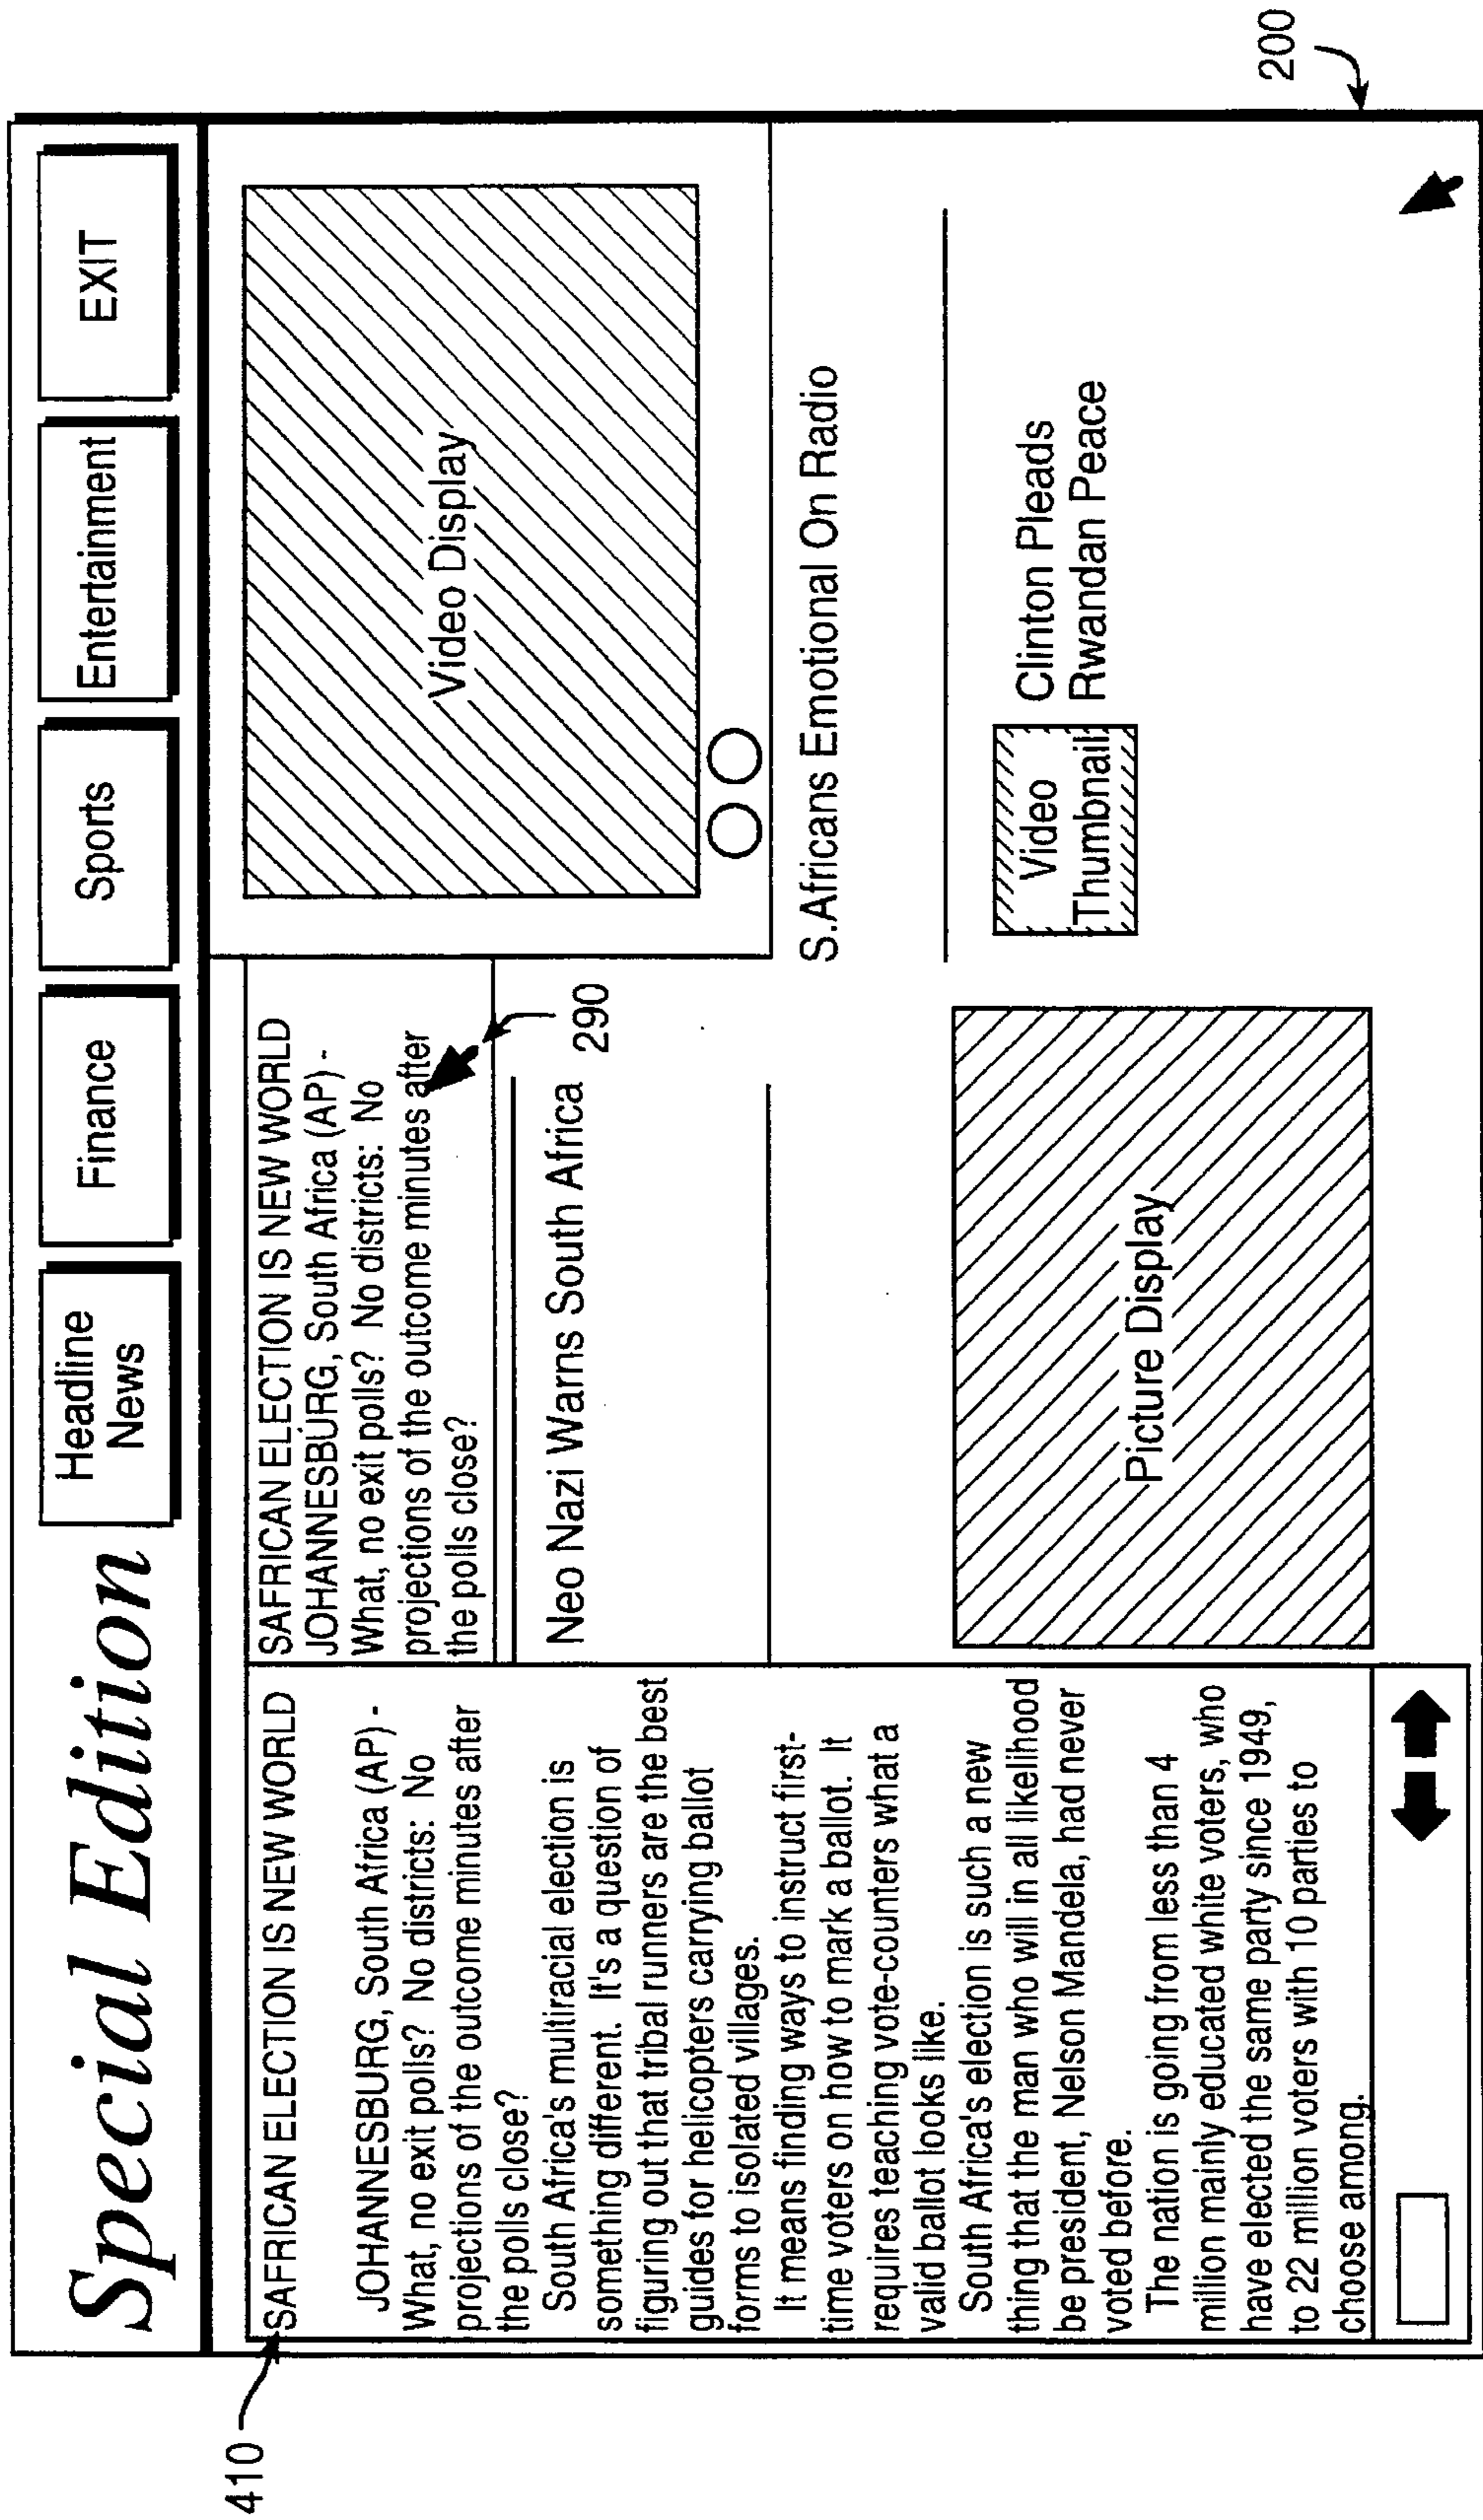 Special Edition
Headline
News
Finance
Sports
Entertainment
EXIT
410
SAFRICAN ELECTION IS NEW WORLD
JOHANNESBURG, South Africa (AP) -
What, no exit polls? No districts: No
projections of the outcome minutes after
the polls close?
South Africa's multiracial election is
something different. It's a question of
figuring out that tribal runners are the best
guides for helicopters carrying ballot
forms to isolated villages.
It means finding ways to instruct first-
time voters on how to mark a ballot. It
requires teaching vote-counters what a
valid ballot looks like.
South Africa's election is such a new
thing that the man who will in all likelihood
be president, Nelson Mandela, had never
voted before.
The nation is going from less than 4
million mainly educated white voters, who
have elected the same party since 1949,
to 22 million voters with 10 parties to
choose among.
SAFRICAN ELECTION IS NEW WORLD
JOHANNESBURG, South Africa (AP) -
What, no exit polls? No districts: No
projections of the outcome minutes after
the polls close?
290
Neo Nazi Warns South Africa
Picture Display
Video Display
S.Africans Emotional On Radio
Video
Thumbnail
Clinton Pleads
Rwandan Peace
200